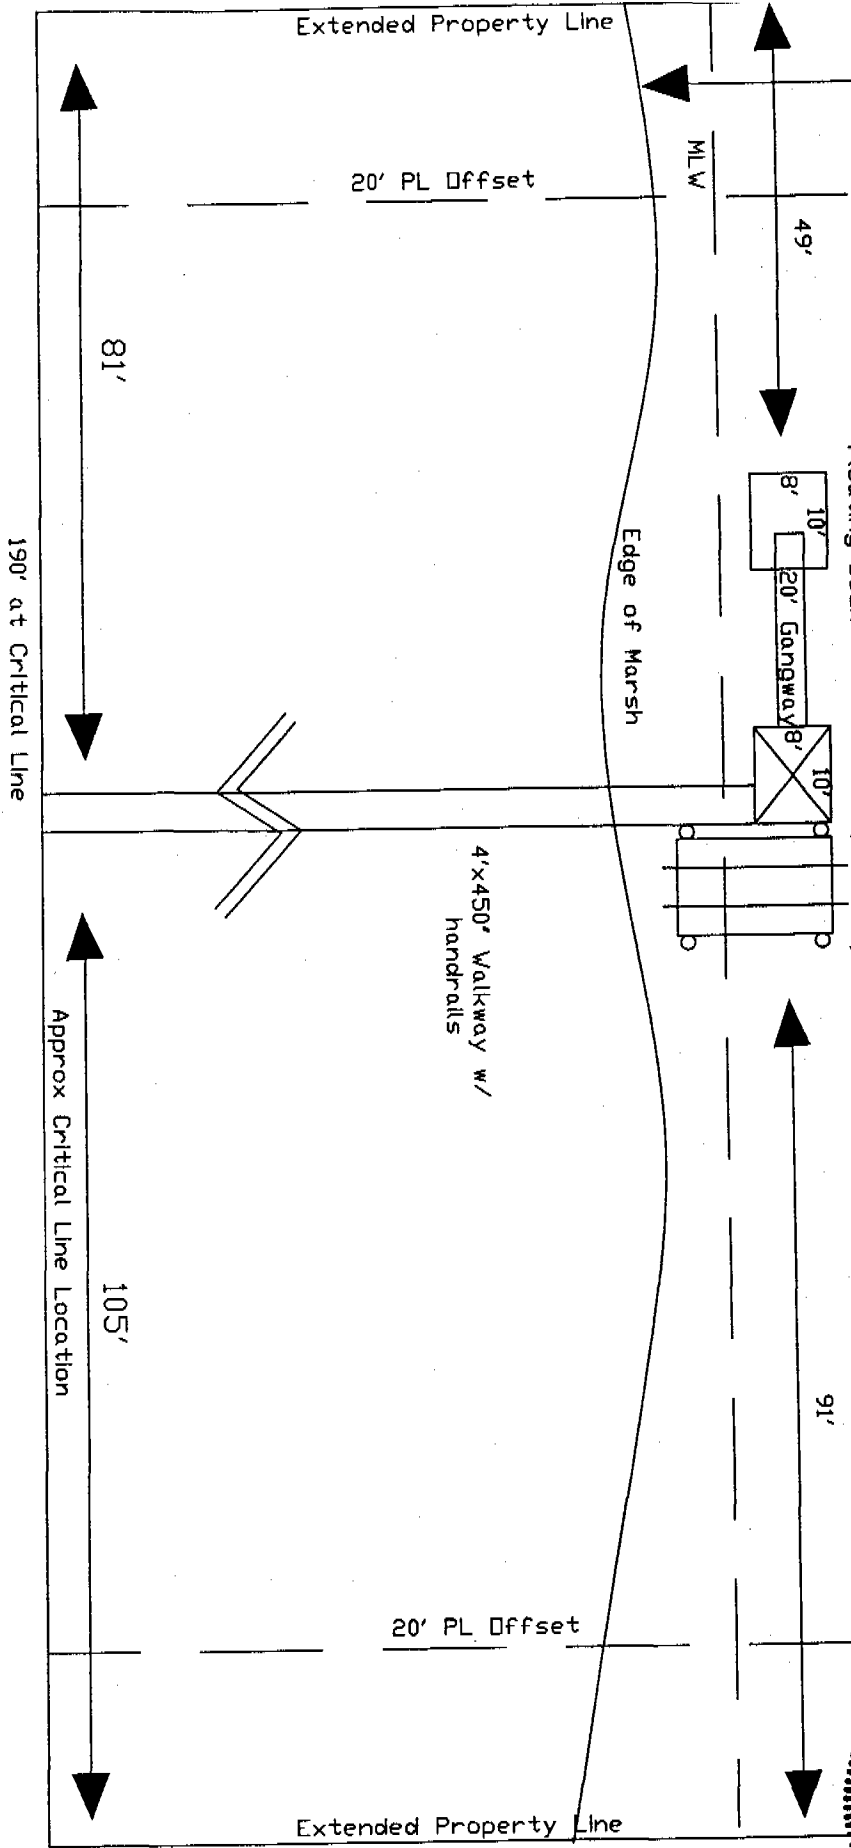 Extended Property Line
MLW
20' PL Offset
49'
81'
8'
10'
20' Gangway
8'
10'
Edge of Marsh
190' at Critical Line
4'x450" Walkway w/
handrails
Approx Critical Line Location
105'
91'
20' PL Offset
Extended Property Line